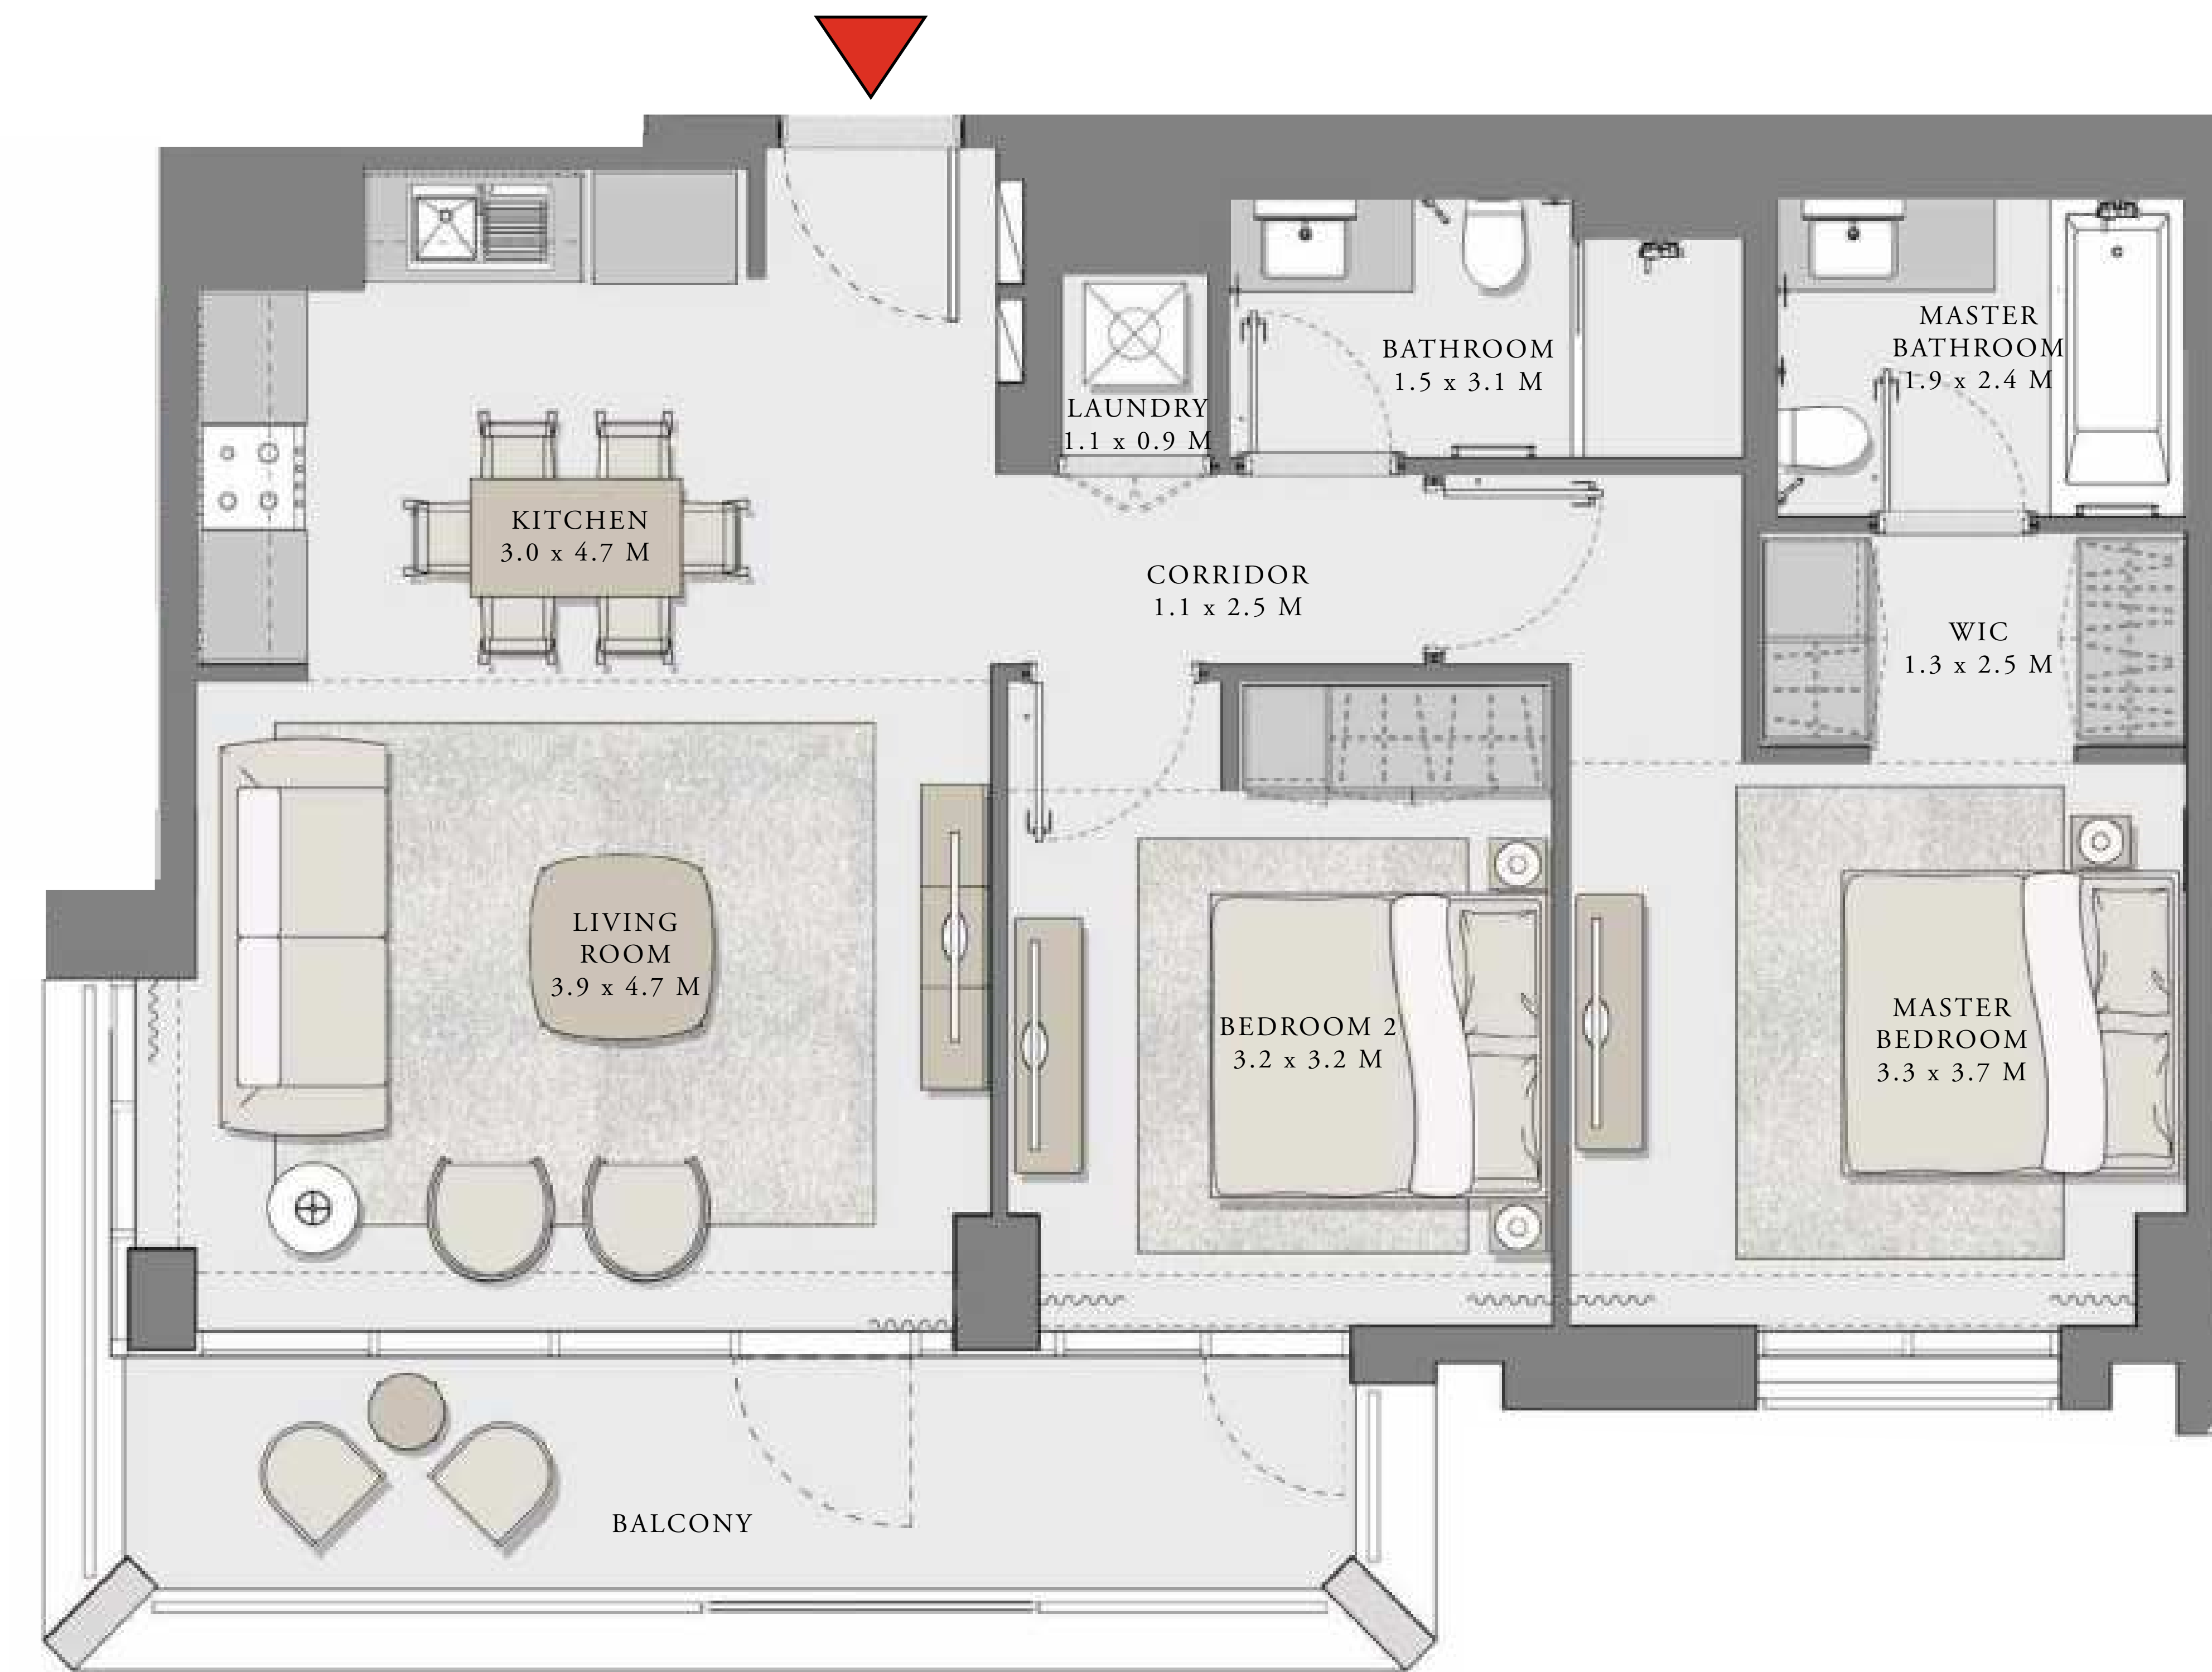 MASTER
BATHROOM
1.9 x 2.4 M
BATHROOM
1.5 x 3.1 M
LAUNDRY
1.1 x 0.9 M
KITCHEN
3.0 x 4.7 M
CORRIDOR
1.1 x 2.5 M
WIC
1.3 x 2.5 M
LIVING
ROOM
3.9 x 4.7 M
BEDROOM 2
3.2 x 3.2 M
MASTER
BEDROOM
3.3 x 3.7 M
BALCONY